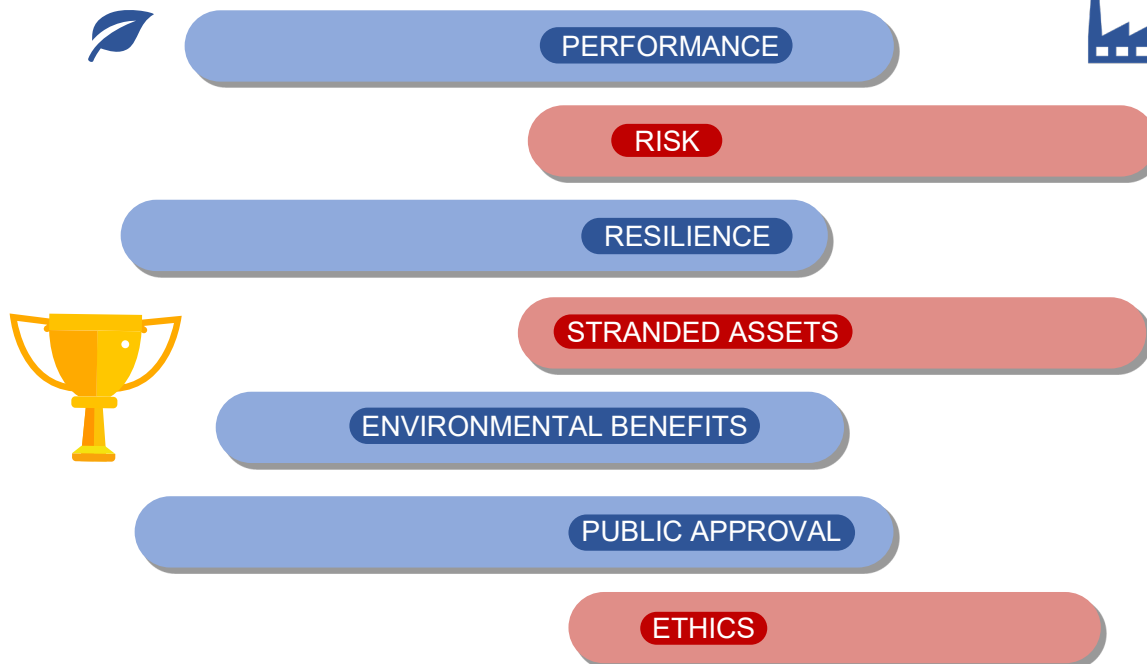 PERFORMANCE
RISK
RESILIENCE
STRANDED ASSETS
ENVIRONMENTAL BENEFITS
PUBLIC APPROVAL
ETHICS